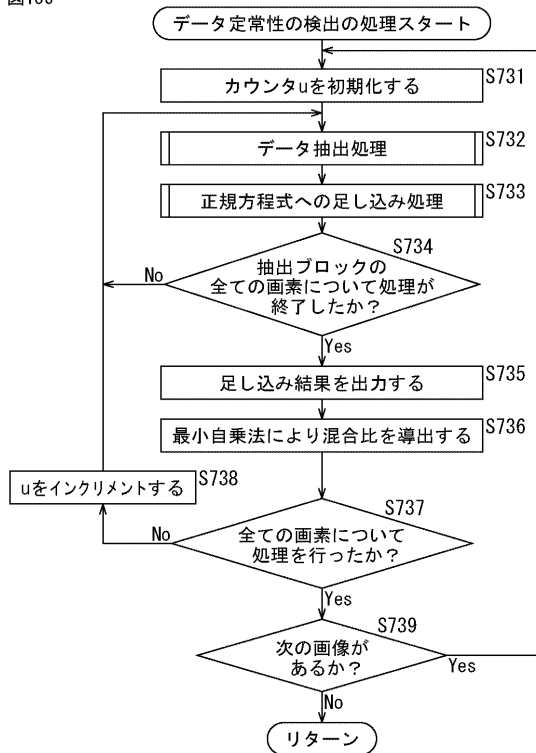 データ定常性の検出の処理スタート
カウンタuを初期化する
S731
データ抽出処理
S732
正規方程式への足し込み処理
S733
S734
抽出ブロックの
全ての画素について処理が
終了したか？
No
Yes
足し込み結果を出力する
S735
最小自乗法により混合比を導出する
S736
uをインクリメントする
S738
S737
全ての画素について
処理を行ったか？
No
Yes
S739
次の画像が
あるか？
Yes
No
リターン